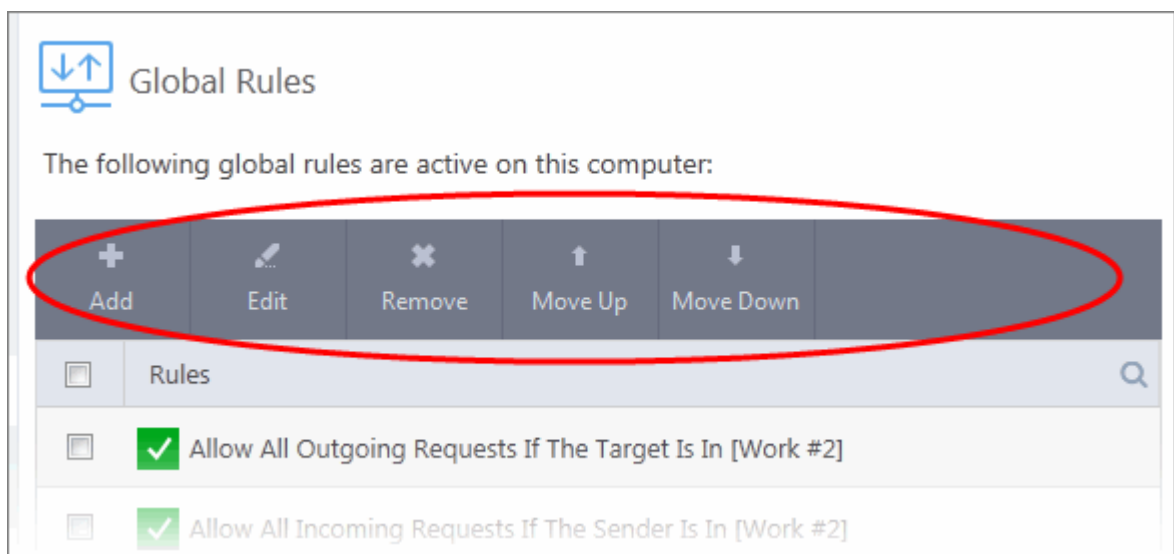 Global Rules
The following global rules are active on this computer:
Add Edit Remove Move Up Move Down
Rules
Allow All Outgoing Requests If The Target Is In [Work #2]
Allow All Incoming Requests If The Sender Is In [Work #2]